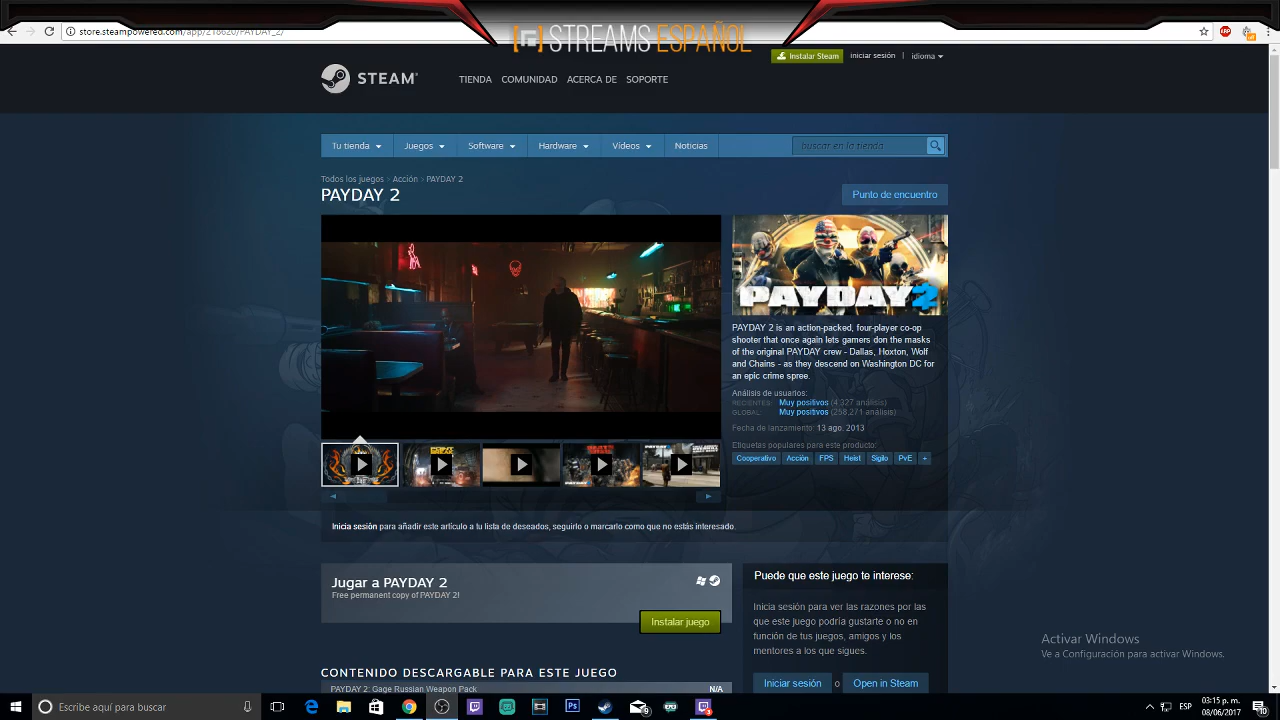 store.steampowered.com/app/218620/PAYDAY_2/
STREAMS ESPAÑOL
ABP
STEAM®
TIENDA COMUNIDAD ACERCA DE SOPORTE
Instalar Steam iniciar sesión | idioma
Tu tienda Juegos Software Hardware Vídeos Noticias buscar en la tienda
Todos los juegos > Acción > PAYDAY 2
PAYDAY 2
Punto de encuentro
PAYDAY 2
PAYDAY 2 is an action-packed, four-player co-op
shooter that once again lets gamers don the masks
of the original PAYDAY crew - Dallas, Hoxton, Wolf
and Chains - as they descend on Washington DC for
an epic crime spree.
Análisis de usuarios:
RECIENTES: Muy positivos (4,327 análisis)
GLOBAL: Muy positivos (258,271 análisis)
Fecha de lanzamiento: 13 ago. 2013
Etiquetas populares para este producto:
Cooperativo Acción FPS Heist Sigilo PvE +
Inicia sesión para añadir este artículo a tu lista de deseados, seguirlo o marcarlo como que no estás interesado.
Jugar a PAYDAY 2
Free permanent copy of PAYDAY 2!
Instalar juego
Puede que este juego te interese:
Inicia sesión para ver las razones por las
que este juego podría gustarte o no en
función de tus juegos, amigos y los
mentores a los que sigues.
Iniciar sesión o Open in Steam
CONTENIDO DESCARGABLE PARA ESTE JUEGO
PAYDAY 2: Gage Russian Weapon Pack N/A
Activar Windows
Ve a Configuración para activar Windows.
Escribe aquí para buscar
Ps
ESP
03:15 p. m.
08/06/2017